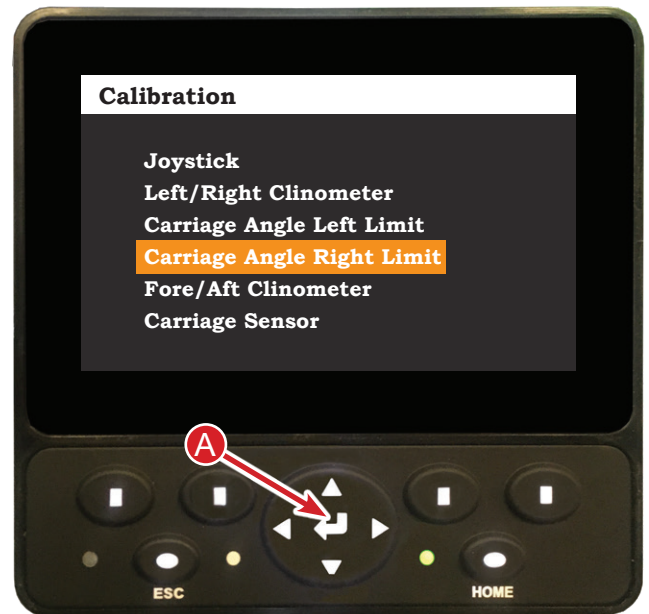 Calibration
Joystick
Left/Right Clinometer
Carriage Angle Left Limit
Carriage Angle Right Limit
Fore/Aft Clinometer
Carriage Sensor
A
ESC
HOME